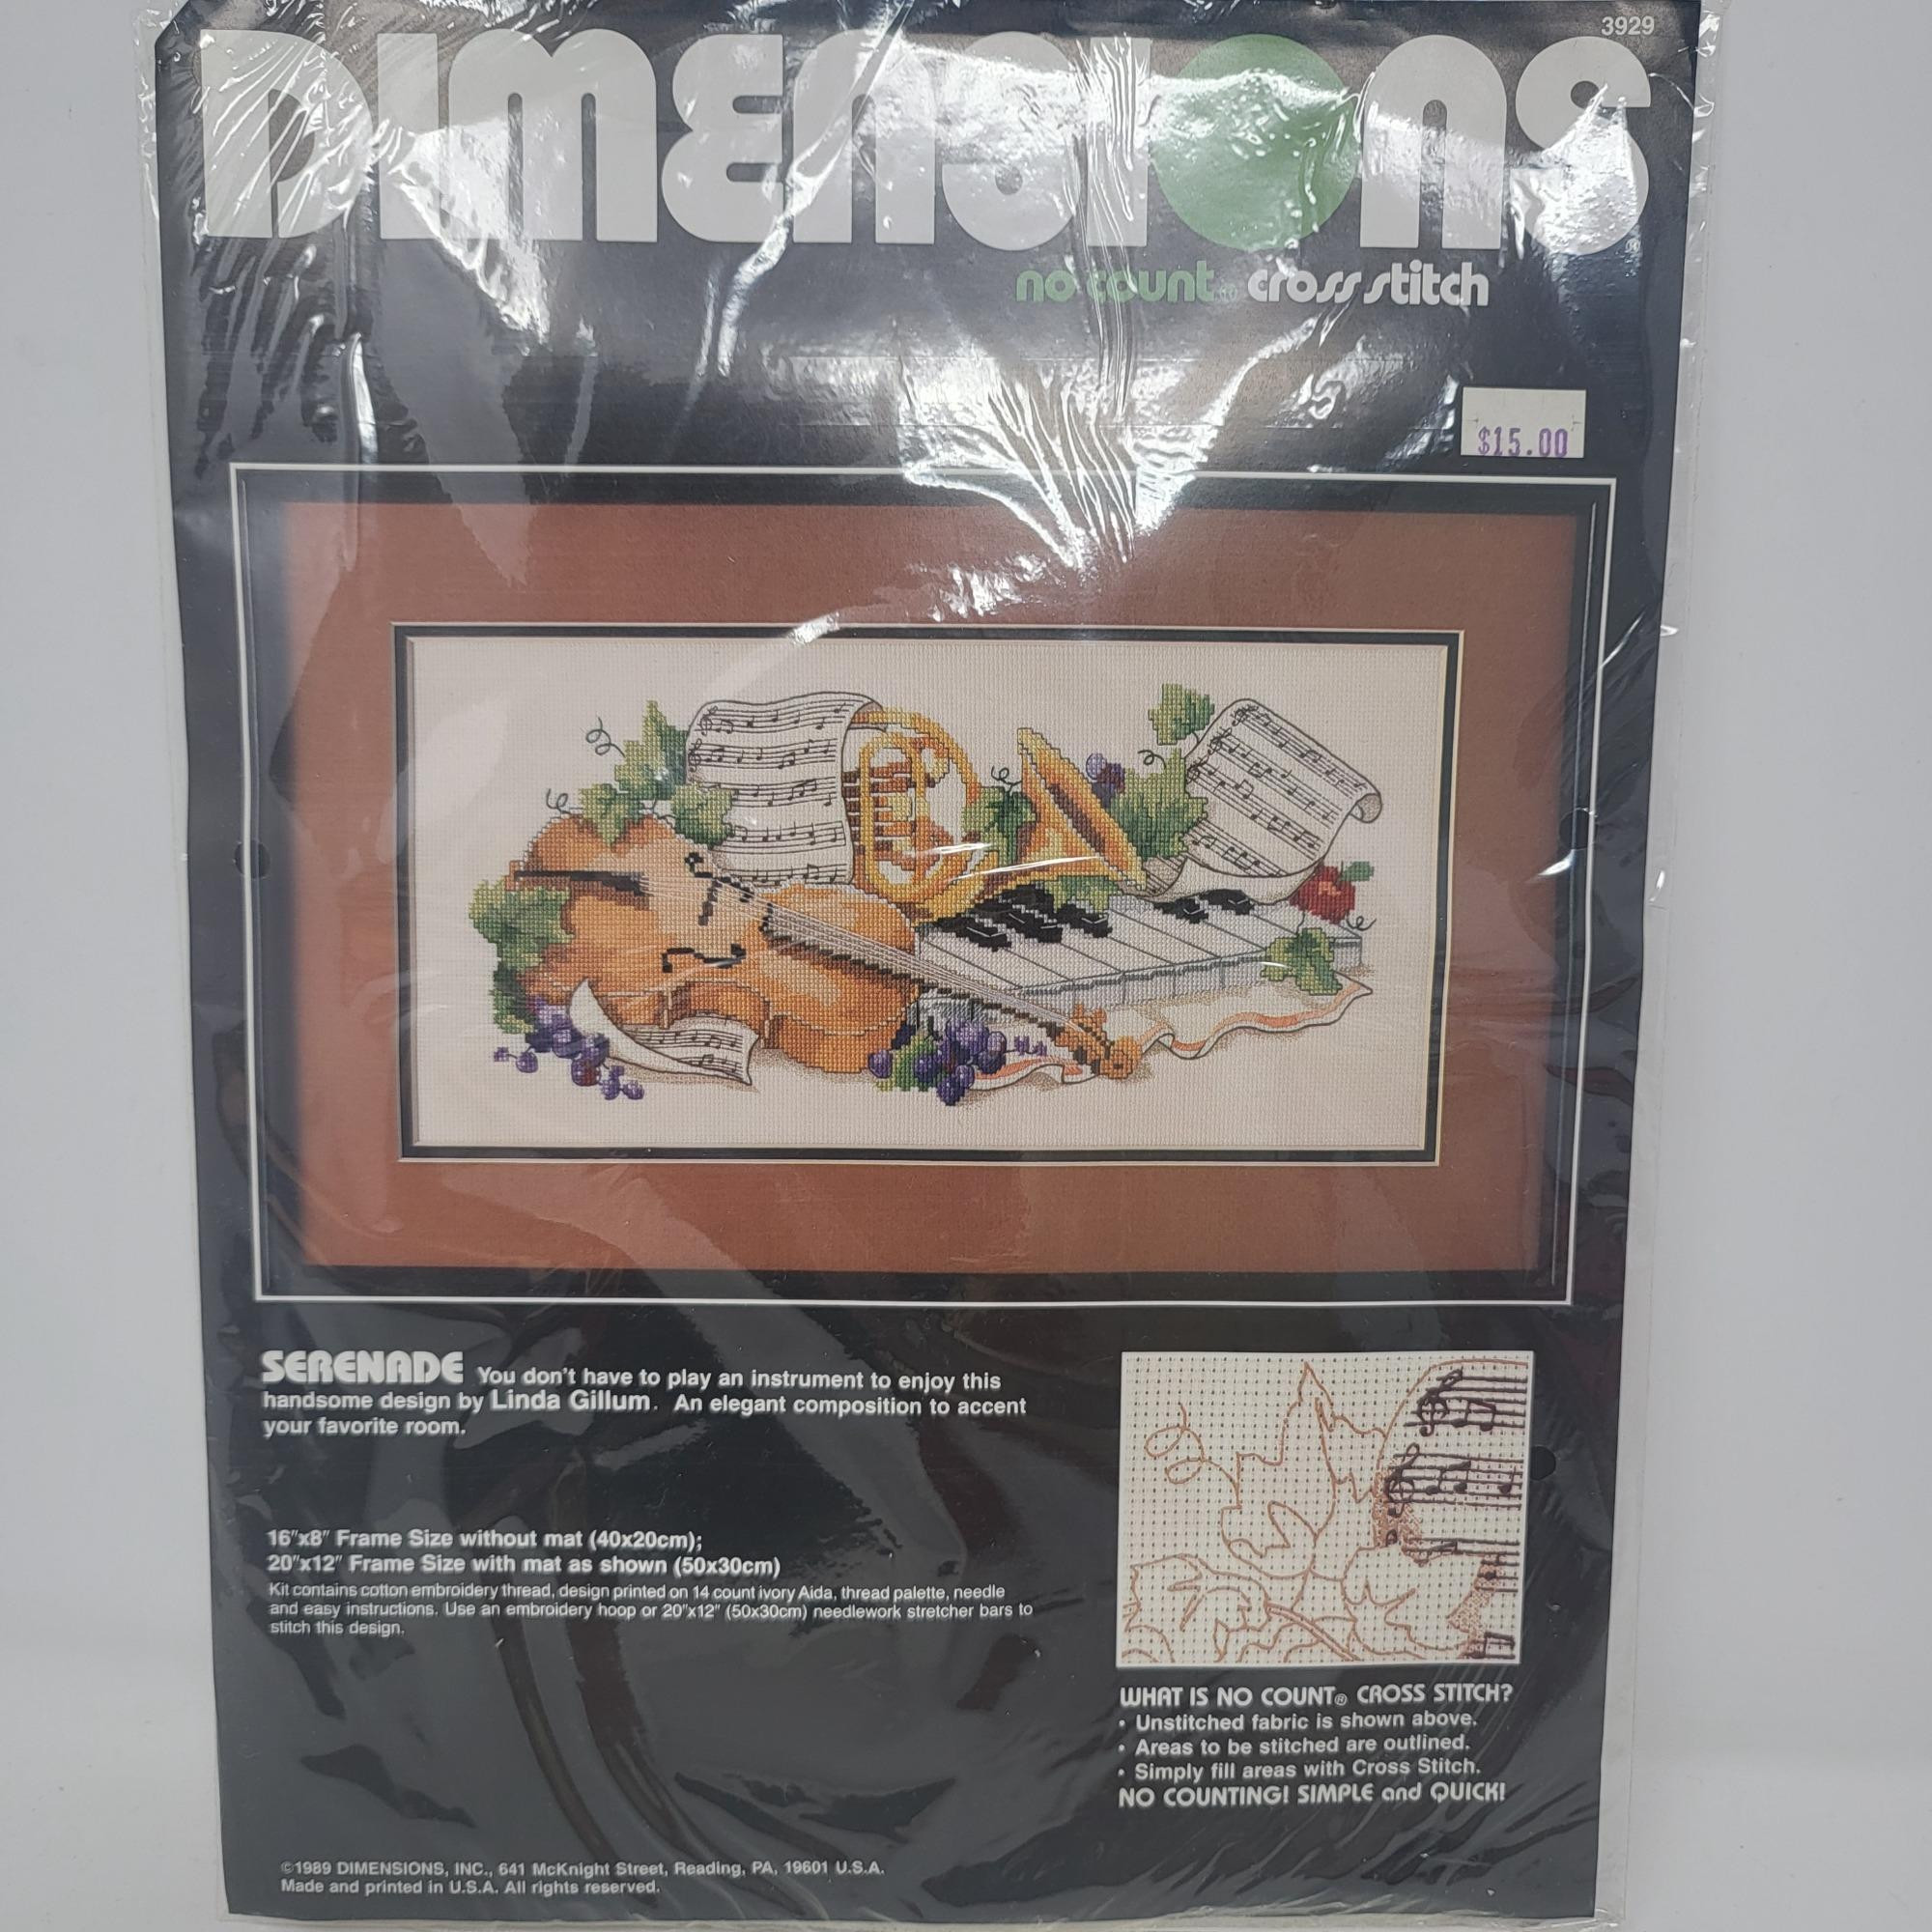 3929
DIMENSIONS®
no count® cross stitch
$15.00
SERENADE You don't have to play an instrument to enjoy this
handsome design by Linda Gillum. An elegant composition to accent
your favorite room.
16"x8" Frame Size without mat (40x20cm);
20"x12" Frame Size with mat as shown (50x30cm)
Kit contains cotton embroidery thread, design printed on 14 count ivory Aida, thread palette, needle
and easy instructions. Use an embroidery hoop or 20"x12" (50x30cm) needlework stretcher bars to
stitch this design.
WHAT IS NO COUNT® CROSS STITCH?
• Unstitched fabric is shown above.
• Areas to be stitched are outlined.
• Simply fill areas with Cross Stitch.
NO COUNTING! SIMPLE and QUICK!
©1989 DIMENSIONS, INC., 641 McKnight Street, Reading, PA, 19601 U.S.A.
Made and printed in U.S.A. All rights reserved.